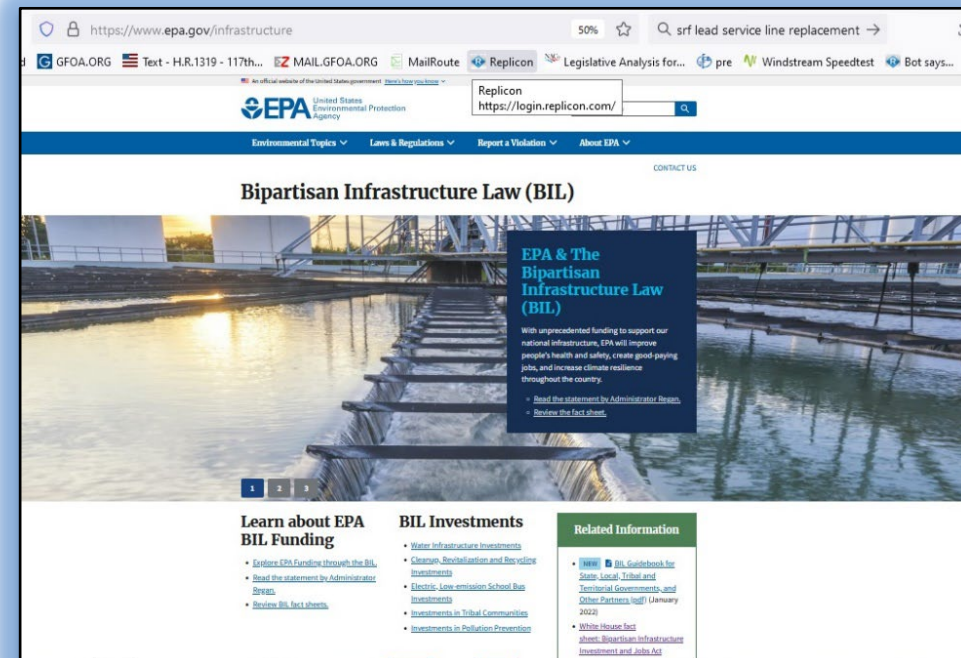 https://www.epa.gov/infrastructure
50%
srf lead service line replacement →
GFOA.ORG
Text - H.R.1319 - 117th...
MAIL.GFOA.ORG
MailRoute
Replicon
Legislative Analysis for...
pre
Windstream Speedtest
Bot says...
An official website of the United States government Here's how you know
Replicon
https://login.replicon.com/
EPA
United States
Environmental Protection
Agency
Environmental Topics
Laws & Regulations
Report a Violation
About EPA
CONTACT US
Bipartisan Infrastructure Law (BIL)
EPA & The
Bipartisan
Infrastructure Law
(BIL)
With unprecedented funding to support our
national infrastructure, EPA will improve
people's health and safety, create good-paying
jobs, and increase climate resilience
throughout the country.
Read the statement by Administrator Regan.
Review the fact sheet.
1 2 3
Learn about EPA
BIL Funding
Explore EPA Funding through the BIL.
Read the statement by Administrator
Regan.
Review BIL fact sheets.
BIL Investments
Water Infrastructure Investments
Cleanup, Revitalization and Recycling
Investments
Electric, Low-emission School Bus
Investments
Investments in Tribal Communities
Investments in Pollution Prevention
Related Information
NEW BIL Guidebook for
State, Local, Tribal and
Territorial Governments, and
Other Partners (pdf) (January
2022)
White House fact
sheet: Bipartisan Infrastructure
Investment and Jobs Act